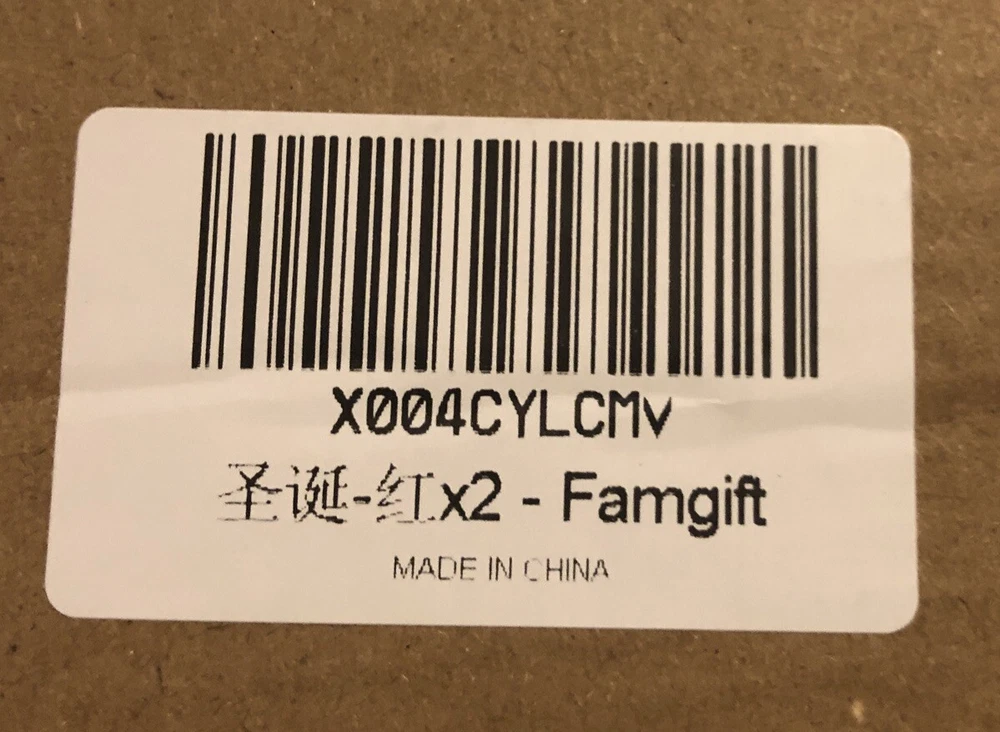 X004CYLCMV
圣诞-红x2 - Famgift
MADE IN CHINA